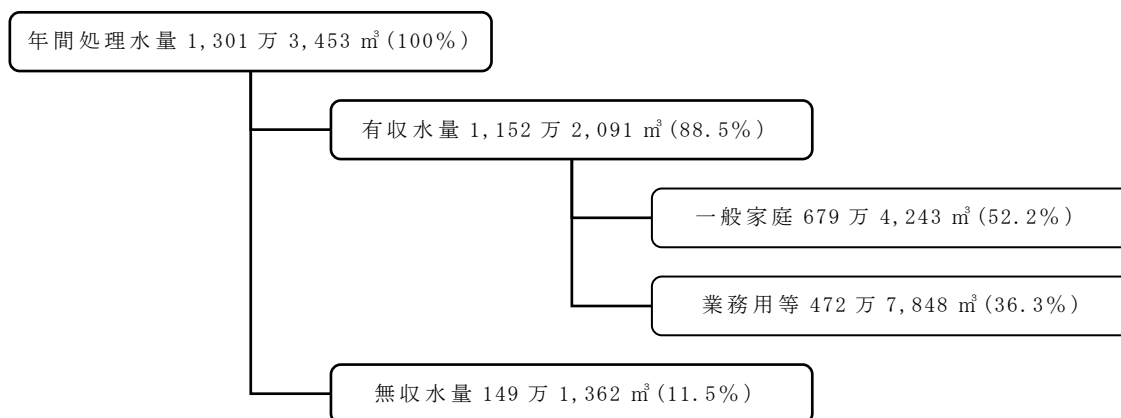 年間処理水量 1,301 万 3,453 ㎥(100%)
有収水量 1,152 万 2,091 ㎥(88.5%)
一般家庭 679 万 4,243 ㎥(52.2%)
業務用等 472 万 7,848 ㎥(36.3%)
無収水量 149 万 1,362 ㎥(11.5%)